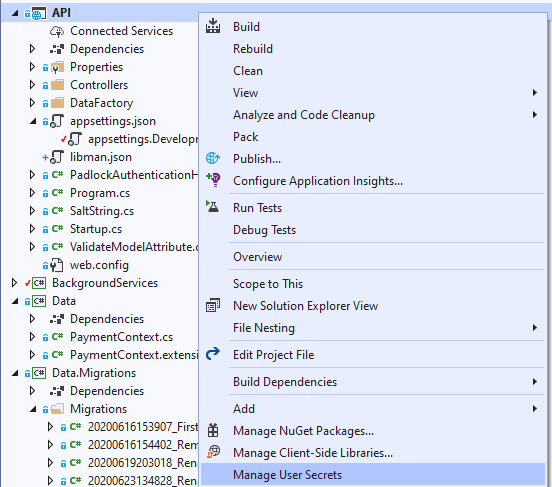 API
Connected Services
Dependencies
Properties
Controllers
DataFactory
appsettings.json
appsettings.Develop
libman.json
PadlockAuthenticationH
Program.cs
SaltString.cs
Startup.cs
ValidateModelAttribute.c
web.config
BackgroundServices
Data
Dependencies
PaymentContext.cs
PaymentContext.extensi
Data.Migrations
Dependencies
Migrations
20200616153907_First
20200616154402_Rem
20200619203018_Ren
20200623134828_Ren
Build
Rebuild
Clean
View
Analyze and Code Cleanup
Pack
Publish...
Configure Application Insights...
Run Tests
Debug Tests
Overview
Scope to This
New Solution Explorer View
File Nesting
Edit Project File
Build Dependencies
Add
Manage NuGet Packages...
Manage Client-Side Libraries...
Manage User Secrets